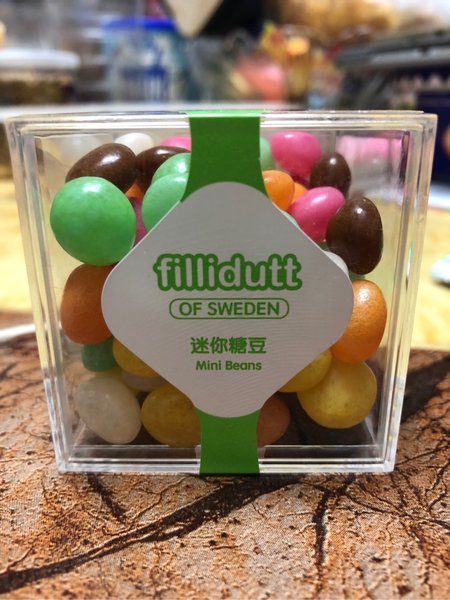 fillidutt
OF SWEDEN
迷你糖豆
Mini Beans